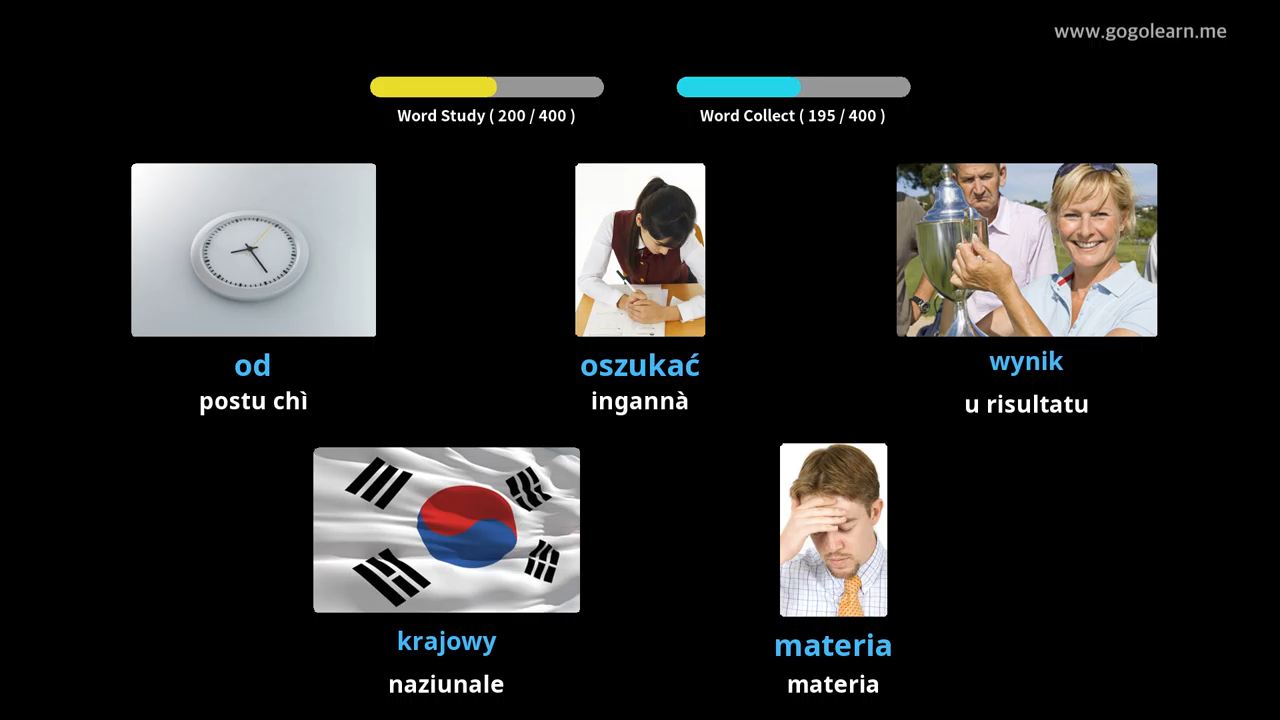 www.gogolearn.me
Word Study ( 200 / 400 )
Word Collect ( 195 / 400 )
od
postu chì
oszukać
ingannà
wynik
u risultatu
krajowy
naziunale
materia
materia